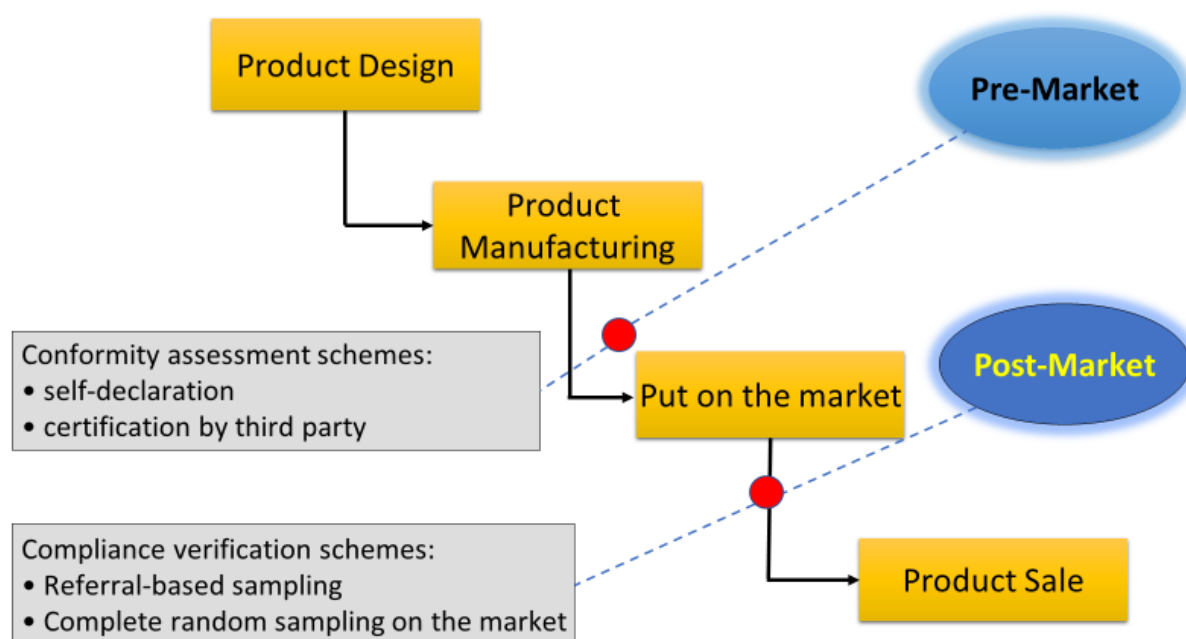 Product Design
Pre-Market
Product
Manufacturing
Conformity assessment schemes:
• self-declaration
• certification by third party
Put on the market
Post-Market
Compliance verification schemes:
• Referral-based sampling
• Complete random sampling on the market
Product Sale